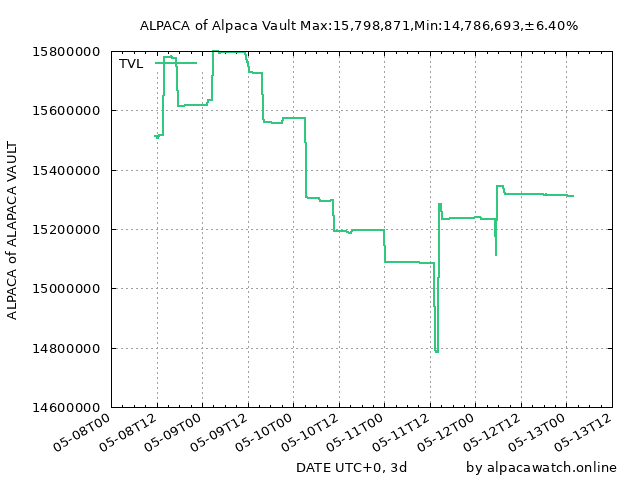 ALPACA of Alpaca Vault Max:15,798,871,Min:14,786,693,±6.40%
ALPACA of ALAPACA VAULT
15800000
15600000
15400000
15200000
15000000
14800000
14600000
TVL
05-08T00
05-08T12
05-09T00
05-09T12
05-10T00
05-10T12
05-11T00
05-11T12
05-12T00
05-12T12
05-13T00
05-13T12
DATE UTC+0, 3d
by alpacawatch.online